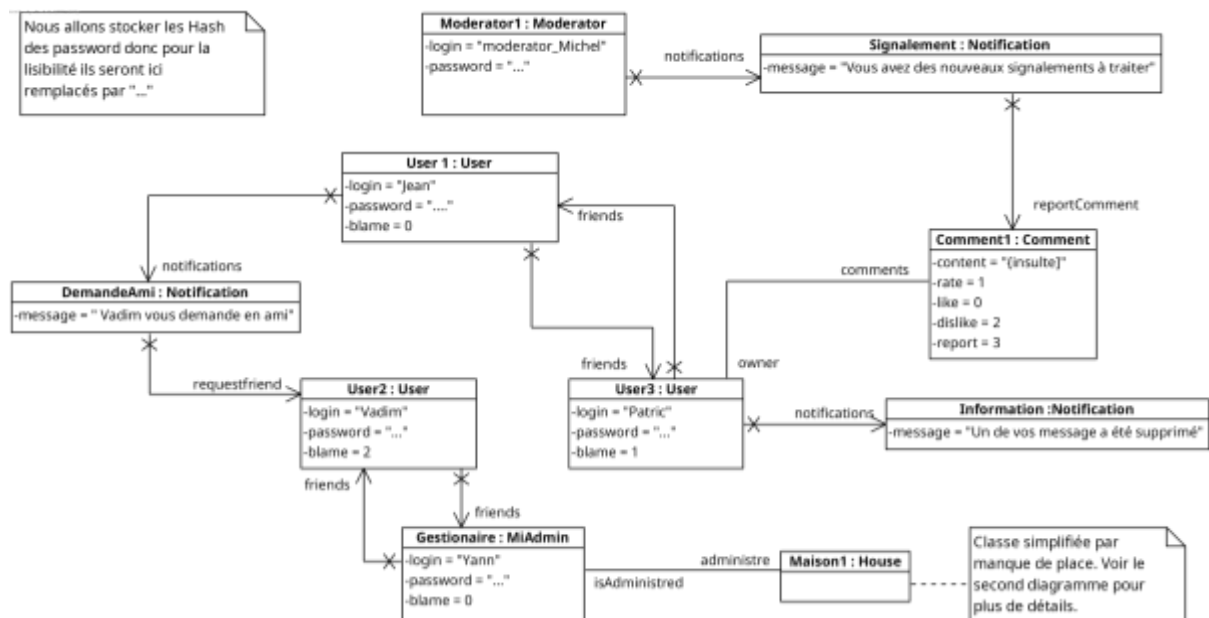 Nous allons stocker les Hash
des password donc pour la
lisibilité ils seront ici
remplacés par "..."
Moderator1 : Moderator
-login = "moderator_Michel"
-password = "..."
notifications
Signalement : Notification
-message = "Vous avez des nouveaux signalements à traiter"
User 1 : User
-login = "Jean"
-password = "...."
-blame = 0
friends
reportComment
notifications
DemandeAmi : Notification
-message = " Vadim vous demande en ami"
comments
Comment1 : Comment
-content = "[insulte]"
-rate = 1
-like = 0
-dislike = 2
-report = 3
requestfriend
friends
owner
User2 : User
-login = "Vadim"
-password = "..."
-blame = 2
User3 : User
-login = "Patric"
-password = "..."
-blame = 1
notifications
Information :Notification
-message = "Un de vos message a été supprimé"
friends
friends
Gestionaire : MiAdmin
-login = "Yann"
-password = "..."
-blame = 0
administre
isAdministred
Maison1 : House
Classe simplifiée par
manque de place. Voir le
second diagramme pour
plus de détails.